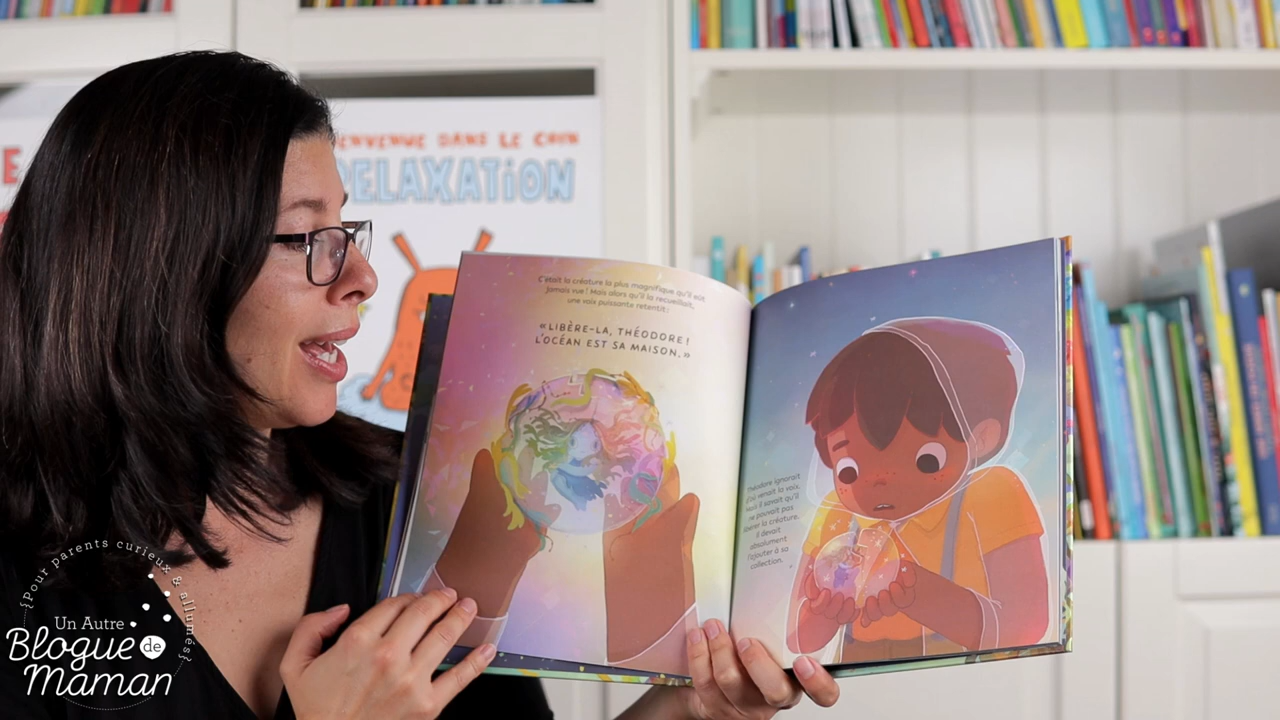 E
ENVENUE DANS LE COIN
RELAXATION
C'était la créature la plus magnifique qu'il eût
jamais vue ! Mais alors qu'il la recueillait,
une voix puissante retentit :
« LIBÈRE-LA, THÉODORE !
L'OCÉAN EST SA MAISON. »
Théodore ignorait
d'où venait la voix,
mais il savait qu'il
ne pouvait pas
libérer la créature.
Il devait
absolument
l'ajouter à sa
collection.
{Pour parents curieux & allumés}
Un Autre
Blogue de
Maman